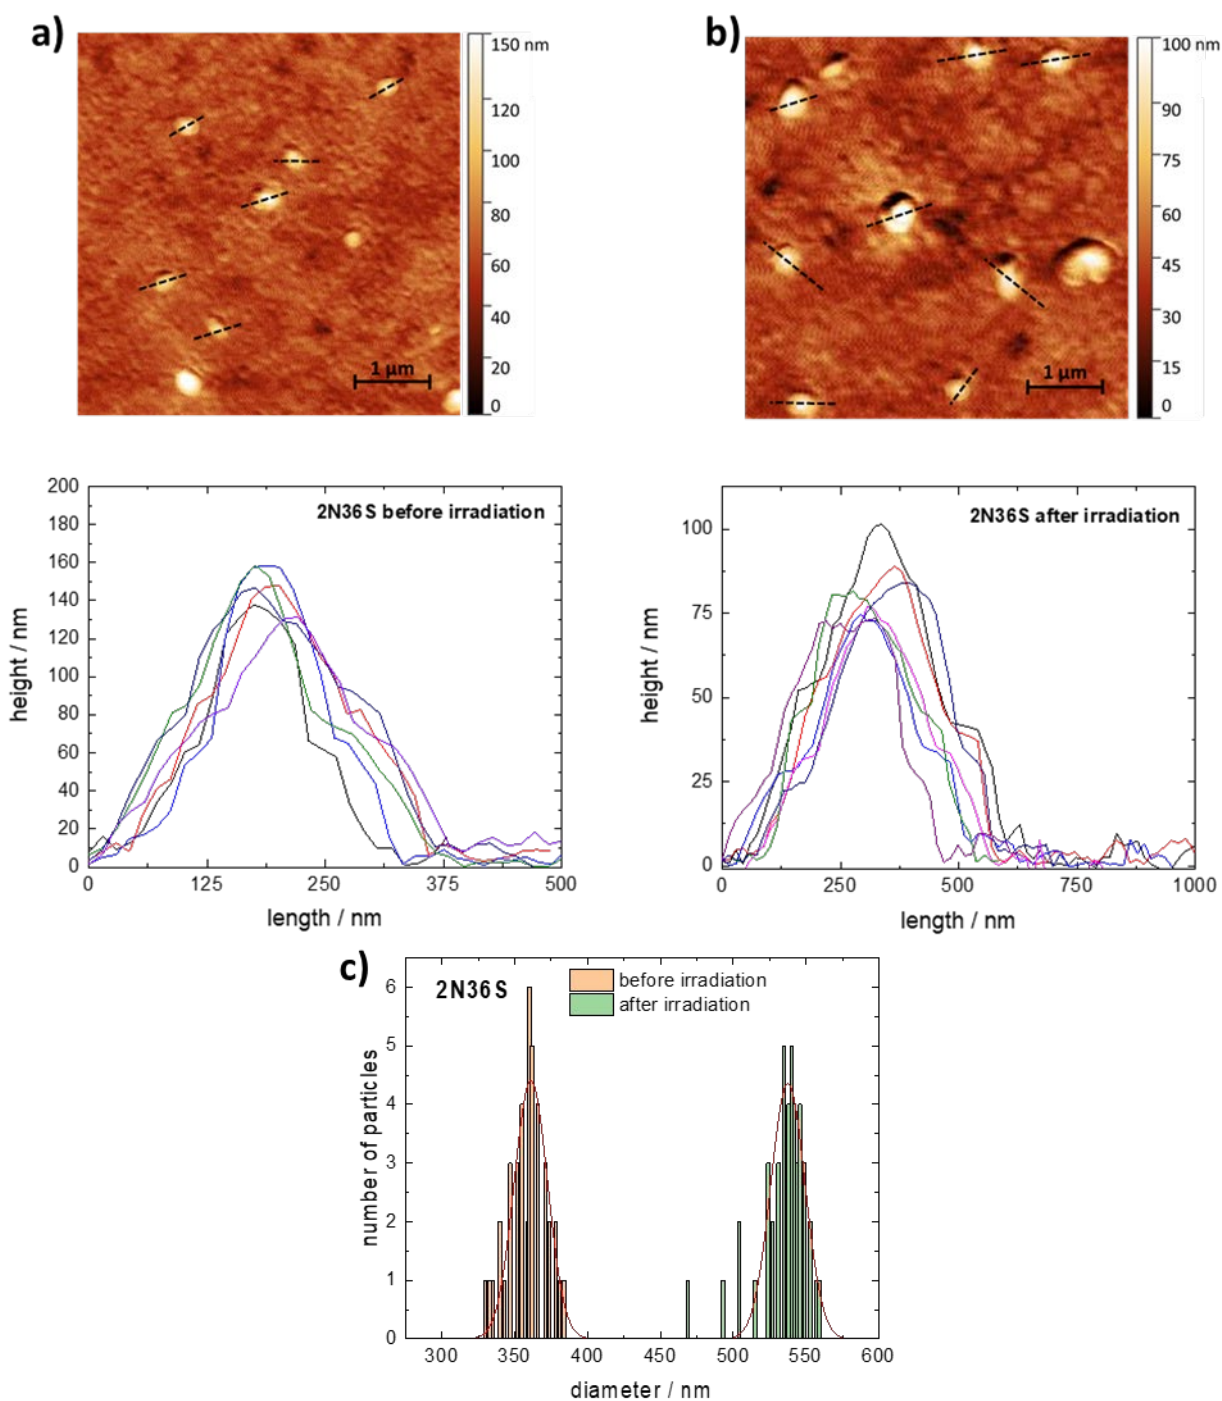 a)
150 nm
120
100
80
60
40
20
0
1 µm
b)
100 nm
90
75
60
45
30
15
0
1 µm
2N36S before irradiation
height / nm
200
180
160
140
120
100
80
60
40
20
0
0 125 250 375 500
length / nm
2N36S after irradiation
height / nm
100
75
50
25
0
0 250 500 750 1000
length / nm
c)
2N36S
before irradiation
after irradiation
number of particles
6
5
4
3
2
1
0
300 350 400 450 500 550 600
diameter / nm